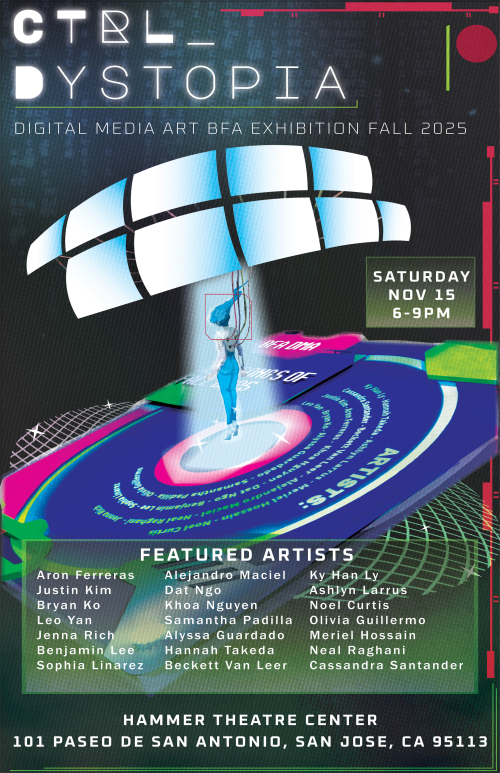 CTRL_
DYSTOPIA
DIGITAL MEDIA ART BFA EXHIBITION FALL 2025
SATURDAY
NOV 15
6-9PM
BFA DMA
ARTISTS:
FEATURED ARTISTS
Aron Ferreras Alejandro Maciel Ky Han Ly
Justin Kim Dat Ngo Ashlyn Larrus
Bryan Ko Khoa Nguyen Noel Curtis
Leo Yan Samantha Padilla Olivia Guillermo
Jenna Rich Alyssa Guardado Meriel Hossain
Benjamin Lee Hannah Takeda Neal Raghani
Sophia Linarez Beckett Van Leer Cassandra Santander
HAMMER THEATRE CENTER
101 PASEO DE SAN ANTONIO, SAN JOSE, CA 95113